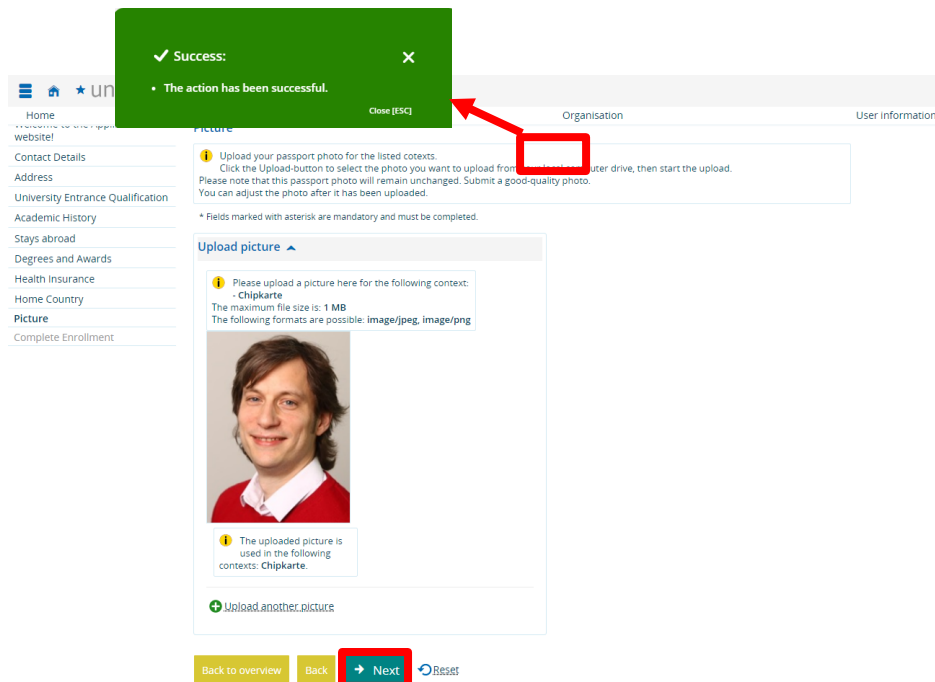 Success:
The action has been successful.
Close [ESC]
un
Home
Organisation
User information
website!
Contact Details
Address
University Entrance Qualification
Academic History
Stays abroad
Degrees and Awards
Health Insurance
Home Country
Picture
Complete Enrollment
Picture
Upload your passport photo for the listed cotexts.
Click the Upload-button to select the photo you want to upload from your local computer drive, then start the upload.
Please note that this passport photo will remain unchanged. Submit a good-quality photo.
You can adjust the photo after it has been uploaded.
* Fields marked with asterisk are mandatory and must be completed.
Upload picture
Please upload a picture here for the following context:
- Chipkarte
The maximum file size is: 1 MB
The following formats are possible: image/jpeg, image/png
The uploaded picture is
used in the following
contexts: Chipkarte.
Upload another picture
Back to overview
Back
Next
Reset